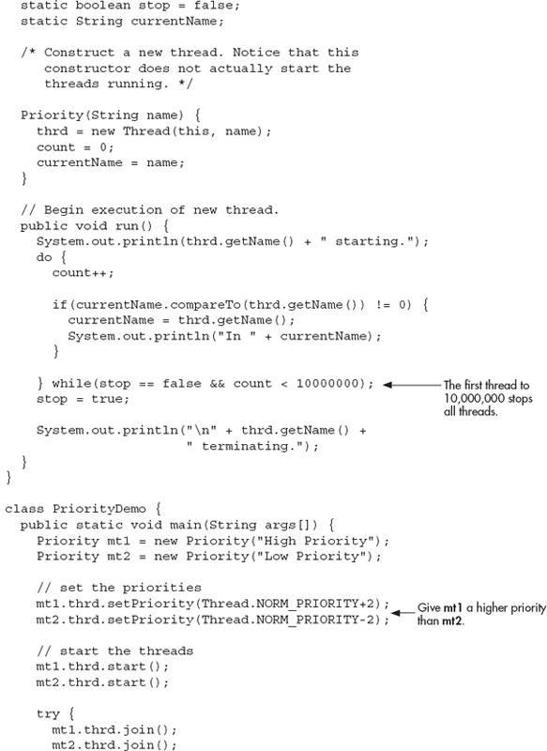 static boolean stop = false;
static String currentName;
/* Construct a new thread. Notice that this
constructor does not actually start the
threads running. */
Priority(String name) {
thrd = new Thread(this, name);
count = 0;
currentName = name;
}
// Begin execution of new thread.
public void run() {
System.out.println(thrd.getName() + " starting.");
do {
count++;
if(currentName.compareTo(thrd.getName()) != 0) {
currentName = thrd.getName();
System.out.println("In " + currentName);
}
} while(stop == false && count < 10000000);
The first thread to
10,000,000 stops
all threads.
stop = true;
System.out.println("\n" + thrd.getName() +
" terminating.");
}
}
class PriorityDemo {
public static void main(String args[]) {
Priority mt1 = new Priority("High Priority");
Priority mt2 = new Priority("Low Priority");
// set the priorities
mt1.thrd.setPriority(Thread.NORM_PRIORITY+2);
mt2.thrd.setPriority(Thread.NORM_PRIORITY-2);
Give mt1 a higher priority
than mt2.
// start the threads
mt1.thrd.start();
mt2.thrd.start();
try {
mt1.thrd.join();
mt2.thrd.join();